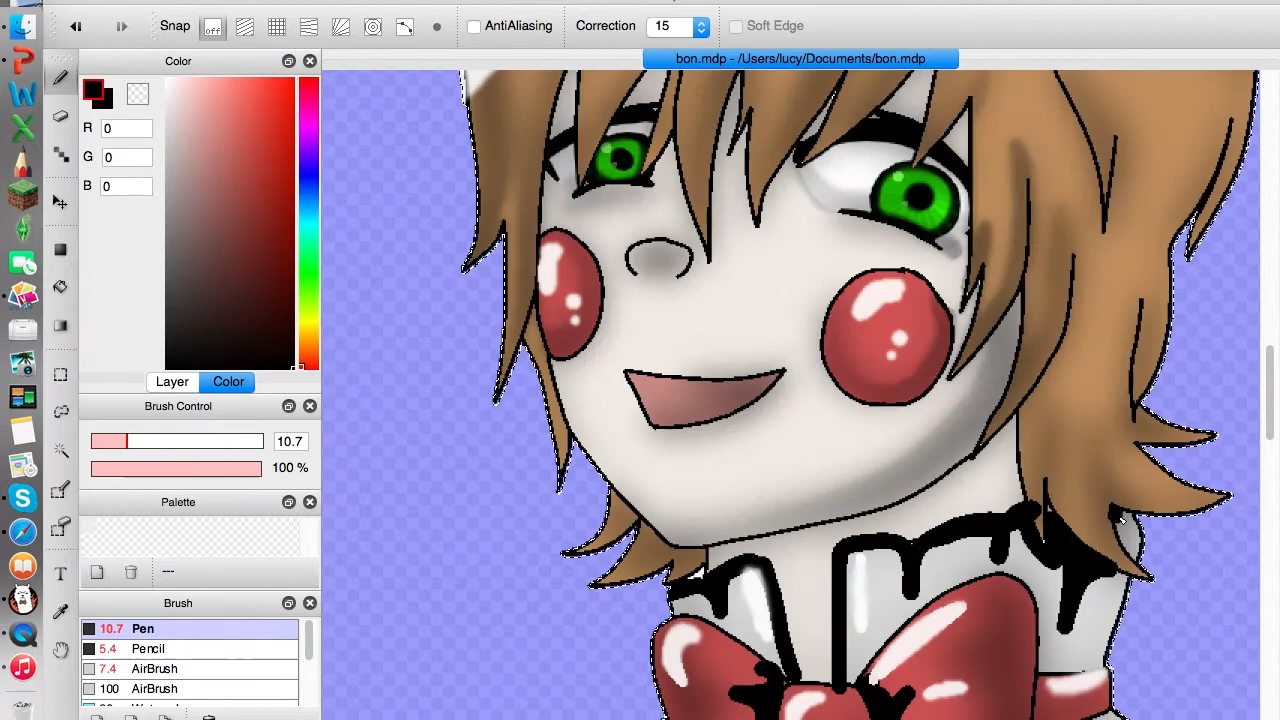 Snap off AntiAliasing Correction 15 Soft Edge
Color
bon.mdp - /Users/lucy/Documents/bon.mdp
R 0
G 0
B 0
Layer Color
Brush Control
10.7
100 %
Palette
---
Brush
10.7 Pen
5.4 Pencil
7.4 AirBrush
100 AirBrush